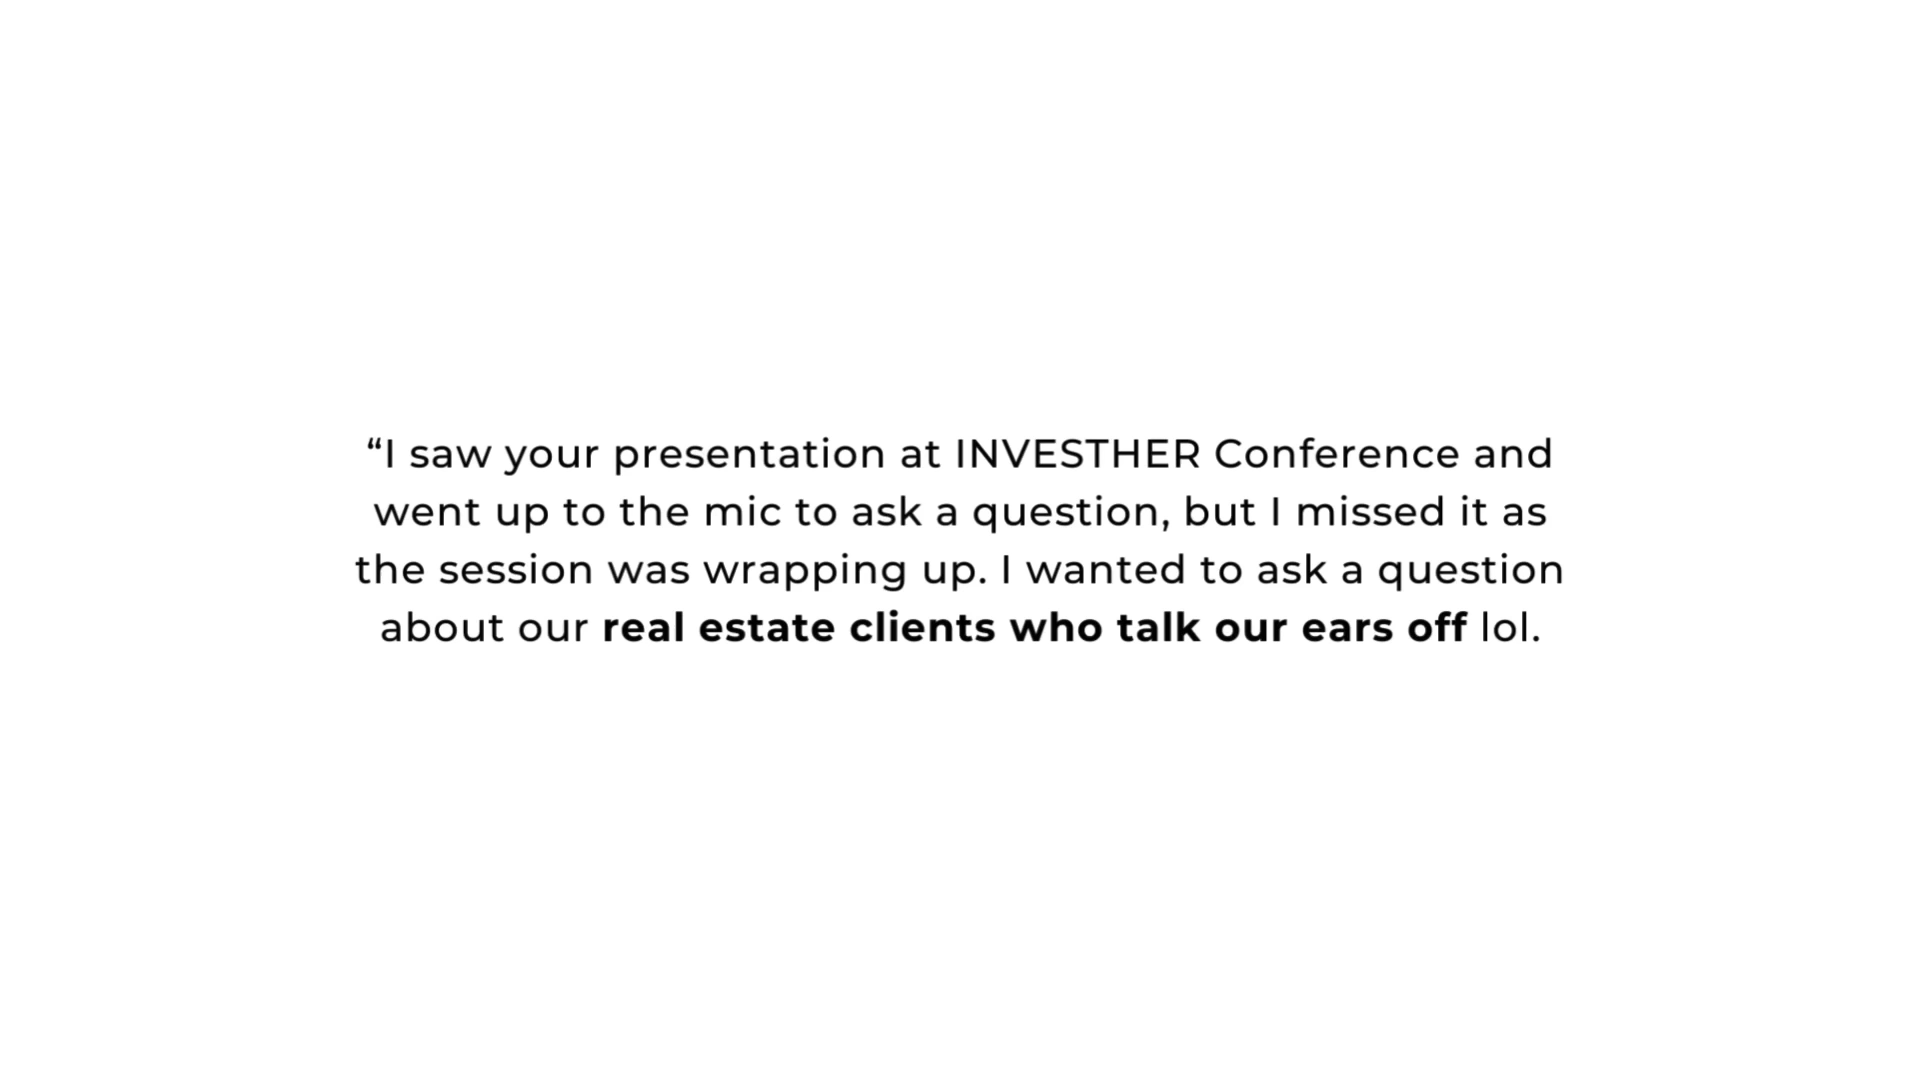 “I saw your presentation at INVESTHER Conference and
went up to the mic to ask a question, but I missed it as
the session was wrapping up. I wanted to ask a question
about our real estate clients who talk our ears off lol.